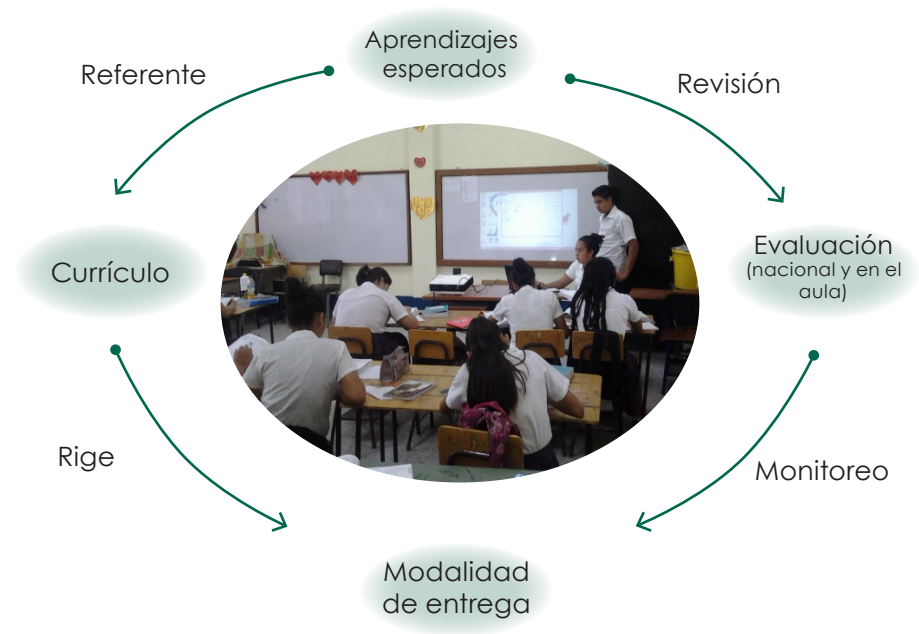 Aprendizajes
esperados
Referente
Revisión
Currículo
Evaluación
(nacional y en el
aula)
Rige
Monitoreo
Modalidad
de entrega